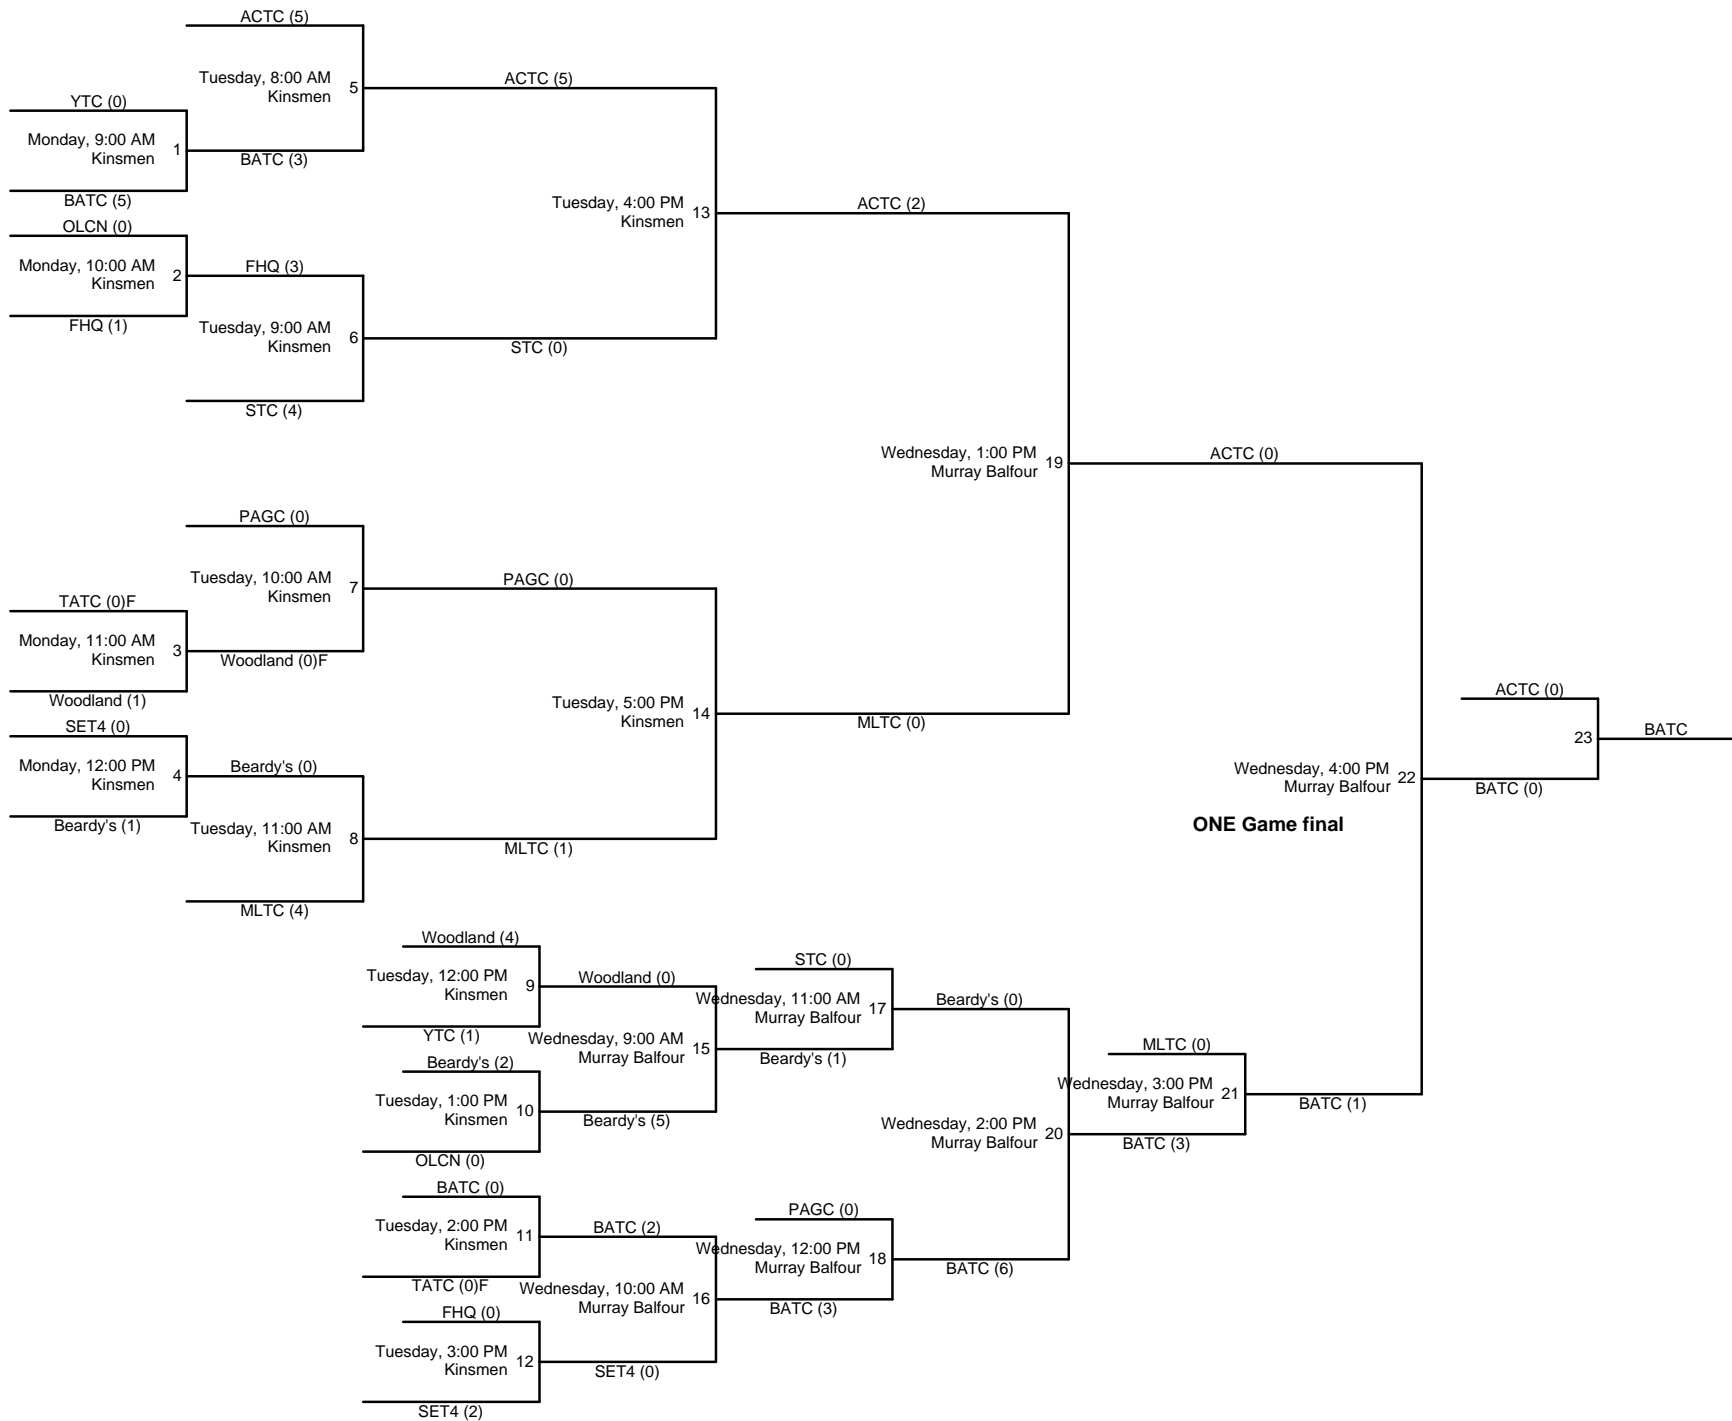 ACTC (5)
Tuesday, 8:00 AM
Kinsmen
5
ACTC (5)
YTC (0)
Monday, 9:00 AM
Kinsmen
1
BATC (3)
BATC (5)
OLCN (0)
Monday, 10:00 AM
Kinsmen
2
FHQ (3)
FHQ (1)
Tuesday, 9:00 AM
Kinsmen
6
STC (0)
STC (4)
Tuesday, 4:00 PM
Kinsmen
13
ACTC (2)
Wednesday, 1:00 PM
Murray Balfour
19
ACTC (0)
PAGC (0)
Tuesday, 10:00 AM
Kinsmen
7
PAGC (0)
TATC (0)F
Monday, 11:00 AM
Kinsmen
3
Woodland (0)F
Woodland (1)
SET4 (0)
Monday, 12:00 PM
Kinsmen
4
Beardy's (0)
Beardy's (1)
Tuesday, 11:00 AM
Kinsmen
8
MLTC (1)
MLTC (4)
Tuesday, 5:00 PM
Kinsmen
14
MLTC (0)
Wednesday, 4:00 PM
Murray Balfour
22
ONE Game final
ACTC (0)
23
BATC
BATC (0)
Woodland (4)
Tuesday, 12:00 PM
Kinsmen
9
Woodland (0)
YTC (1)
Wednesday, 9:00 AM
Murray Balfour
15
Beardy's (2)
Tuesday, 1:00 PM
Kinsmen
10
Beardy's (5)
OLCN (0)
STC (0)
Wednesday, 11:00 AM
Murray Balfour
17
Beardy's (0)
Beardy's (1)
Wednesday, 2:00 PM
Murray Balfour
20
MLTC (0)
Wednesday, 3:00 PM
Murray Balfour
21
BATC (1)
BATC (3)
BATC (0)
Tuesday, 2:00 PM
Kinsmen
11
BATC (2)
TATC (0)F
Wednesday, 10:00 AM
Murray Balfour
16
FHQ (0)
Tuesday, 3:00 PM
Kinsmen
12
SET4 (0)
SET4 (2)
PAGC (0)
Wednesday, 12:00 PM
Murray Balfour
18
BATC (6)
BATC (3)